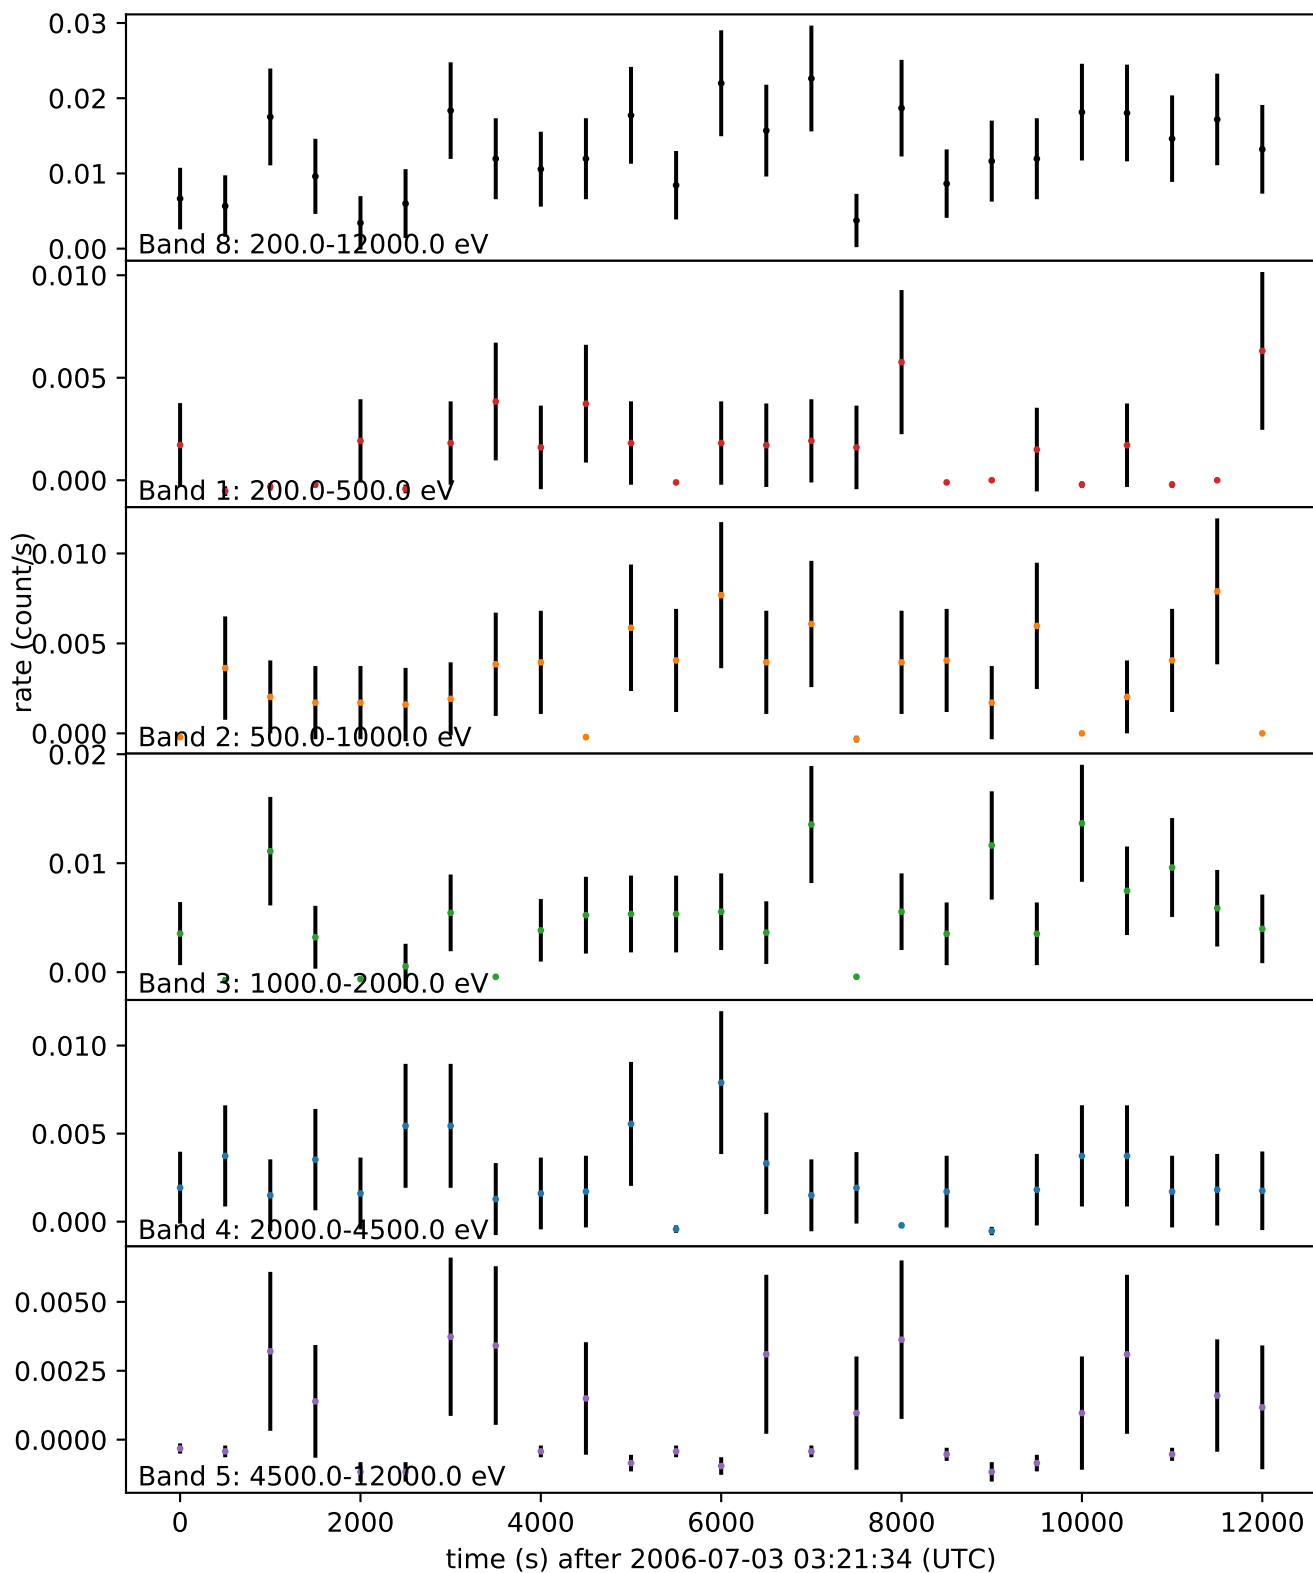 0.03
0.02
0.01
0.00
Band 8: 200.0-12000.0 eV
0.010
0.005
0.000
Band 1: 200.0-500.0 eV
rate (count/s)
0.010
0.005
0.000
Band 2: 500.0-1000.0 eV
0.02
0.01
0.00
Band 3: 1000.0-2000.0 eV
0.010
0.005
0.000
Band 4: 2000.0-4500.0 eV
0.0050
0.0025
0.0000
Band 5: 4500.0-12000.0 eV
0 2000 4000 6000 8000 10000 12000
time (s) after 2006-07-03 03:21:34 (UTC)